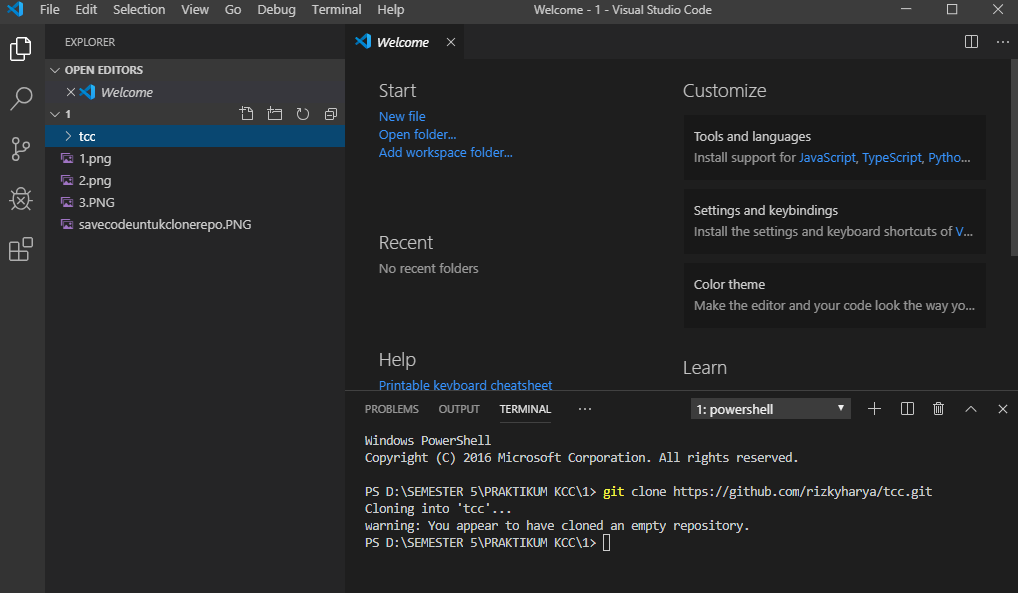 File Edit Selection View Go Debug Terminal Help
Welcome - 1 - Visual Studio Code
EXPLORER
OPEN EDITORS
Welcome
1
tcc
1.png
2.png
3.PNG
savecodeuntukclonerepo.PNG
Welcome
Start
New file
Open folder...
Add workspace folder...
Recent
No recent folders
Help
Printable keyboard cheatsheet
Customize
Tools and languages
Install support for JavaScript, TypeScript, Pytho...
Settings and keybindings
Install the settings and keyboard shortcuts of V...
Color theme
Make the editor and your code look the way yo...
Learn
PROBLEMS OUTPUT TERMINAL ... 1: powershell
Windows PowerShell
Copyright (C) 2016 Microsoft Corporation. All rights reserved.
PS D:\SEMESTER 5\PRAKTIKUM KCC\1> git clone https://github.com/rizkyharya/tcc.git
Cloning into 'tcc'...
warning: You appear to have cloned an empty repository.
PS D:\SEMESTER 5\PRAKTIKUM KCC\1>